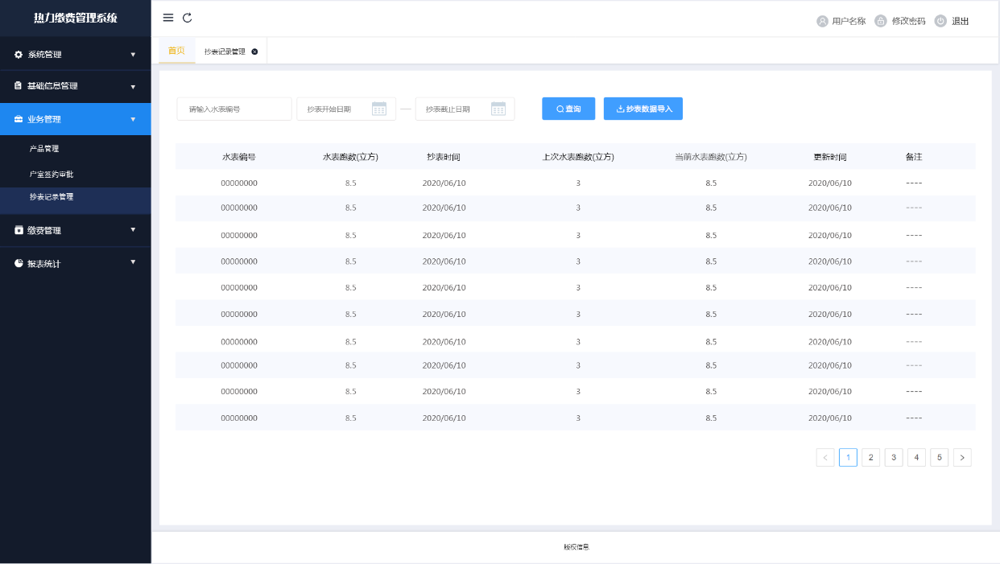 热力缴费管理系统
用户名称 修改密码 退出
首页 抄表记录管理
系统管理
基础信息管理
业务管理
产品管理
户室签约审批
抄表记录管理
缴费管理
报表统计
请输入水表编号 抄表开始日期 — 抄表截止日期 查询 抄表数据导入
水表编号 水表跑数(立方) 抄表时间 上次水表跑数(立方) 当前水表跑数(立方) 更新时间 备注
00000000 8.5 2020/06/10 3 8.5 2020/06/10 ----
00000000 8.5 2020/06/10 3 8.5 2020/06/10 ----
00000000 8.5 2020/06/10 3 8.5 2020/06/10 ----
00000000 8.5 2020/06/10 3 8.5 2020/06/10 ----
00000000 8.5 2020/06/10 3 8.5 2020/06/10 ----
00000000 8.5 2020/06/10 3 8.5 2020/06/10 ----
00000000 8.5 2020/06/10 3 8.5 2020/06/10 ----
00000000 8.5 2020/06/10 3 8.5 2020/06/10 ----
00000000 8.5 2020/06/10 3 8.5 2020/06/10 ----
00000000 8.5 2020/06/10 3 8.5 2020/06/10 ----
< 1 2 3 4 5 >
版权信息